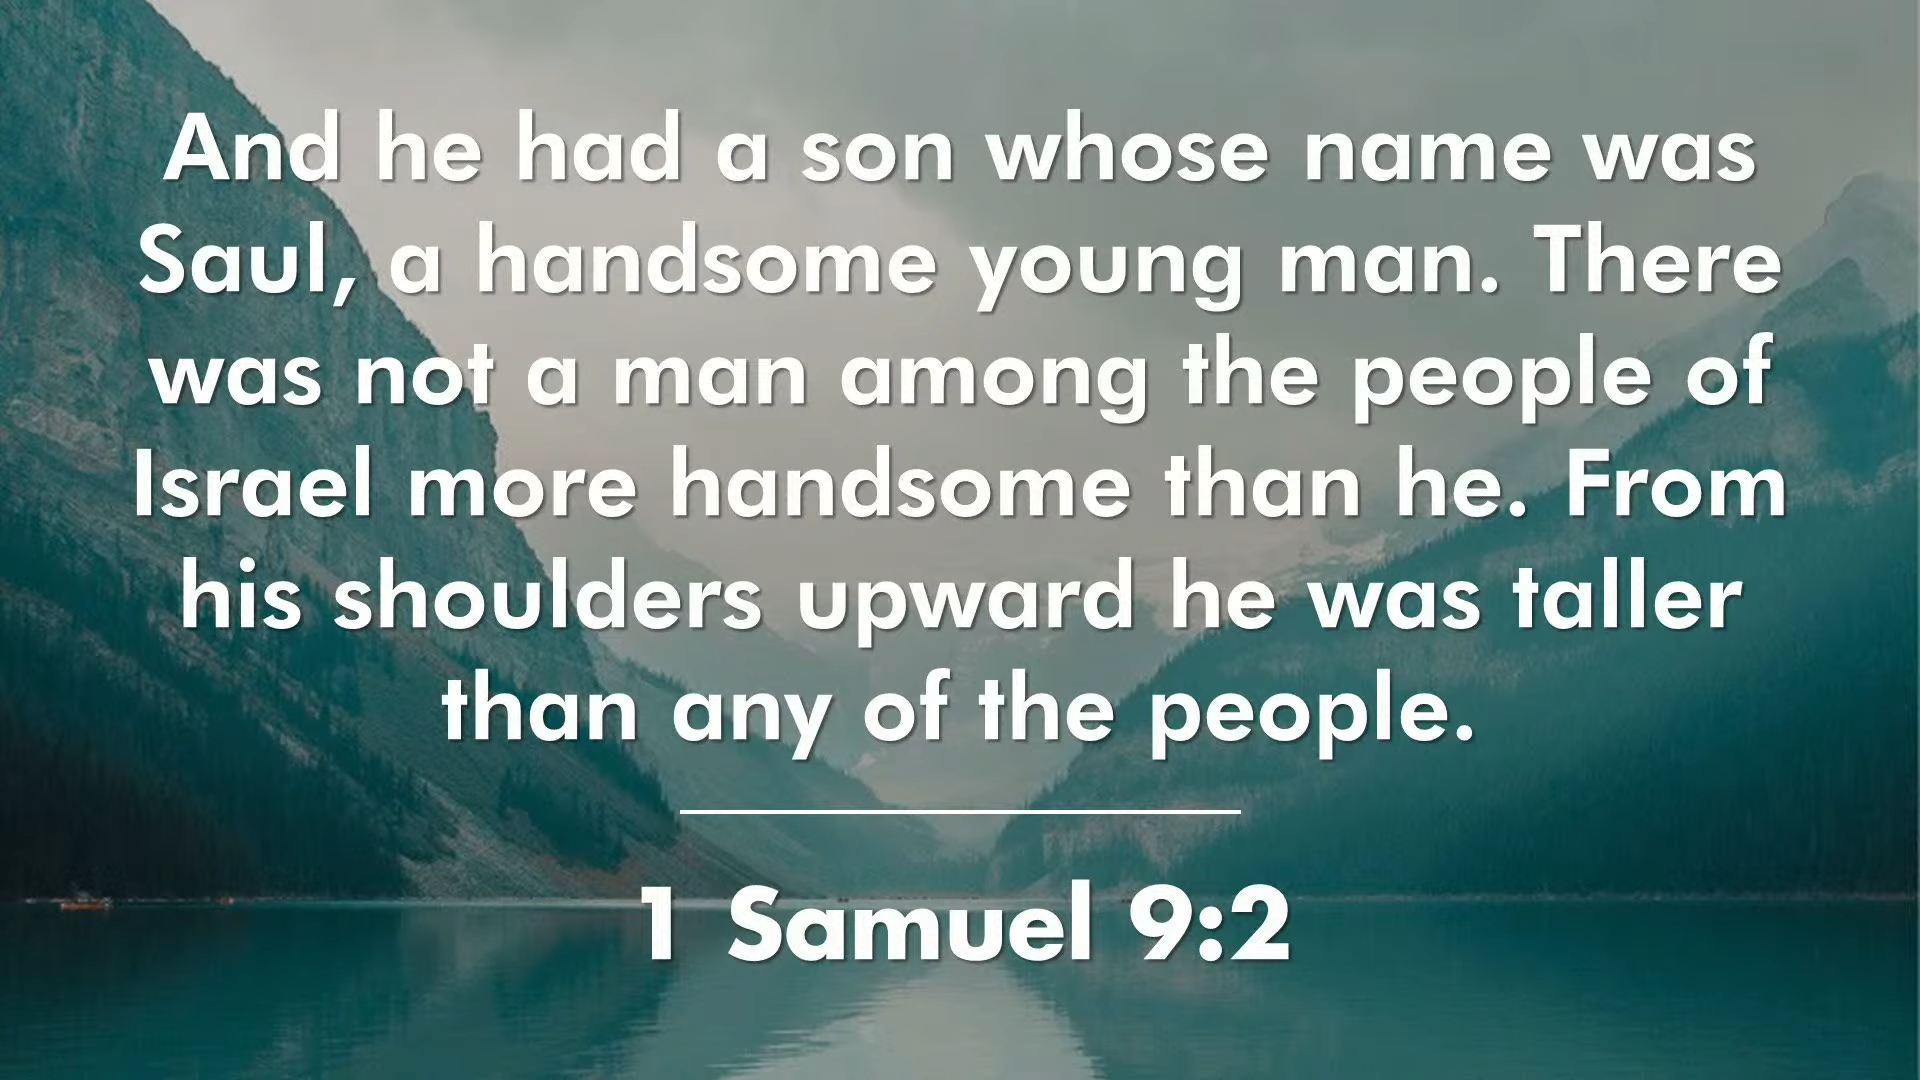 And he had a son whose name was
Saul, a handsome young man. There
was not a man among the people of
Israel more handsome than he. From
his shoulders upward he was taller
than any of the people.
1 Samuel 9:2